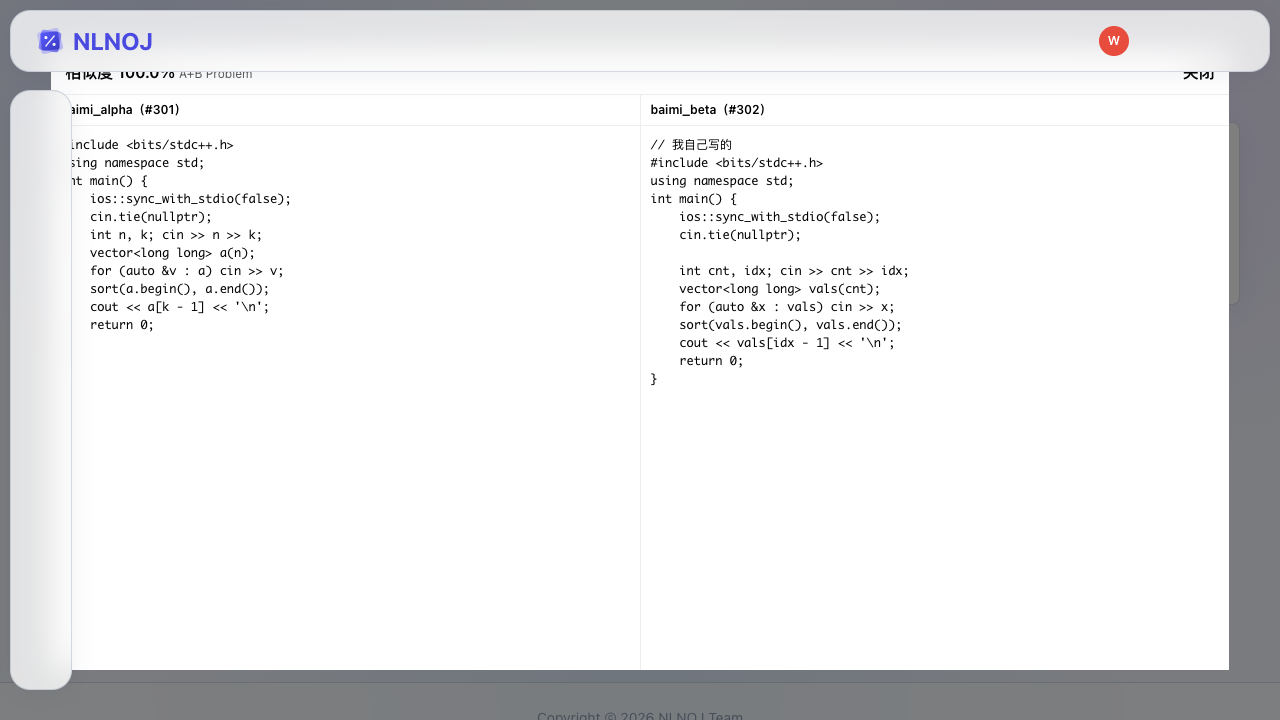 NLNOJ
W
相似度 100.0% A+B Problem
关闭
aimi_alpha (#301)
include <bits/stdc++.h>
sing namespace std;
nt main() {
ios::sync_with_stdio(false);
cin.tie(nullptr);
int n, k; cin >> n >> k;
vector<long long> a(n);
for (auto &v : a) cin >> v;
sort(a.begin(), a.end());
cout << a[k - 1] << '\n';
return 0;
baimi_beta (#302)
// 我自己写的
#include <bits/stdc++.h>
using namespace std;
int main() {
ios::sync_with_stdio(false);
cin.tie(nullptr);
int cnt, idx; cin >> cnt >> idx;
vector<long long> vals(cnt);
for (auto &x : vals) cin >> x;
sort(vals.begin(), vals.end());
cout << vals[idx - 1] << '\n';
return 0;
}
Copyright © 2026 NLNOJ Team